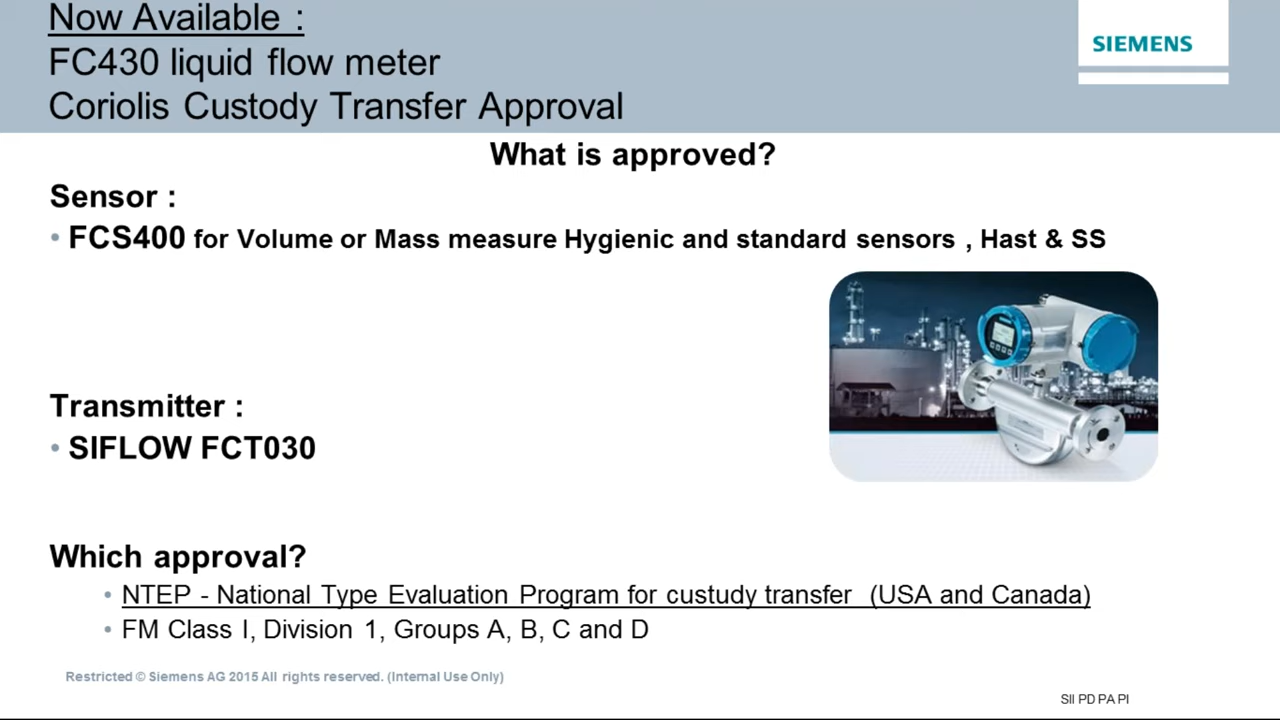 Now Available :
FC430 liquid flow meter
Coriolis Custody Transfer Approval
SIEMENS
What is approved?
Sensor :
• FCS400 for Volume or Mass measure Hygienic and standard sensors , Hast & SS
Transmitter :
• SIFLOW FCT030
Which approval?
• NTEP - National Type Evaluation Program for custudy transfer (USA and Canada)
• FM Class I, Division 1, Groups A, B, C and D
Restricted © Siemens AG 2015 All rights reserved. (Internal Use Only)
SII PD PA PI